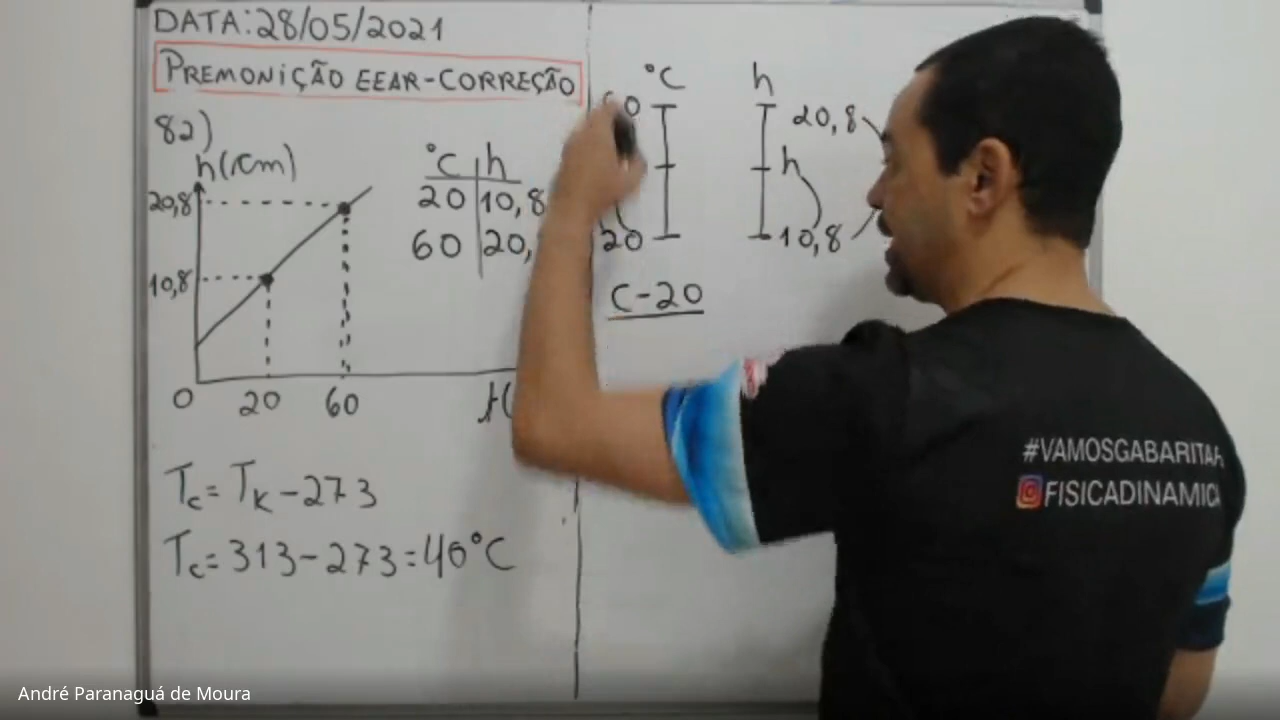 DATA: 28/05/2021
PREMONIÇÃO EEAR-CORREÇÃO
82)
h(cm)
20,8
10,8
0 20 60
°C h
20 10,8
60 20,
Tc = TK - 273
Tc = 313 - 273 = 40°C
°C h
20,8
h
20 10,8
C-20
#VAMOSGABARITAR
FISICADINAMICA
André Paranaguá de Moura